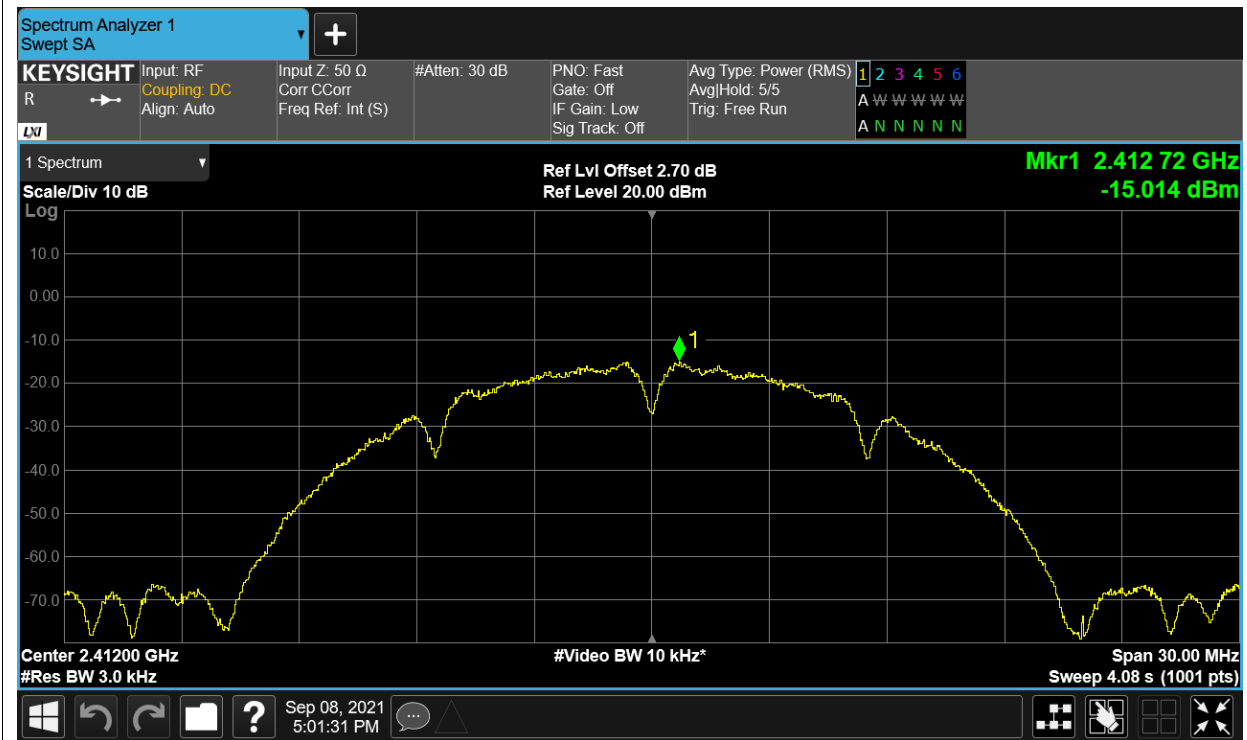 Spectrum Analyzer 1
Swept SA
KEYSIGHT
R
LXI
Input: RF
Coupling: DC
Align: Auto
Input Z: 50 Ω
Corr CCorr
Freq Ref: Int (S)
#Atten: 30 dB
PNO: Fast
Gate: Off
IF Gain: Low
Sig Track: Off
Avg Type: Power (RMS)
Avg|Hold: 5/5
Trig: Free Run
1 2 3 4 5 6
A W W W W W
A N N N N N
1 Spectrum
Scale/Div 10 dB
Log
Ref Lvl Offset 2.70 dB
Ref Level 20.00 dBm
Mkr1 2.412 72 GHz
-15.014 dBm
10.0
0.00
-10.0
-20.0
-30.0
-40.0
-50.0
-60.0
-70.0
1
Center 2.41200 GHz
#Res BW 3.0 kHz
#Video BW 10 kHz*
Span 30.00 MHz
Sweep 4.08 s (1001 pts)
?
Sep 08, 2021
5:01:31 PM